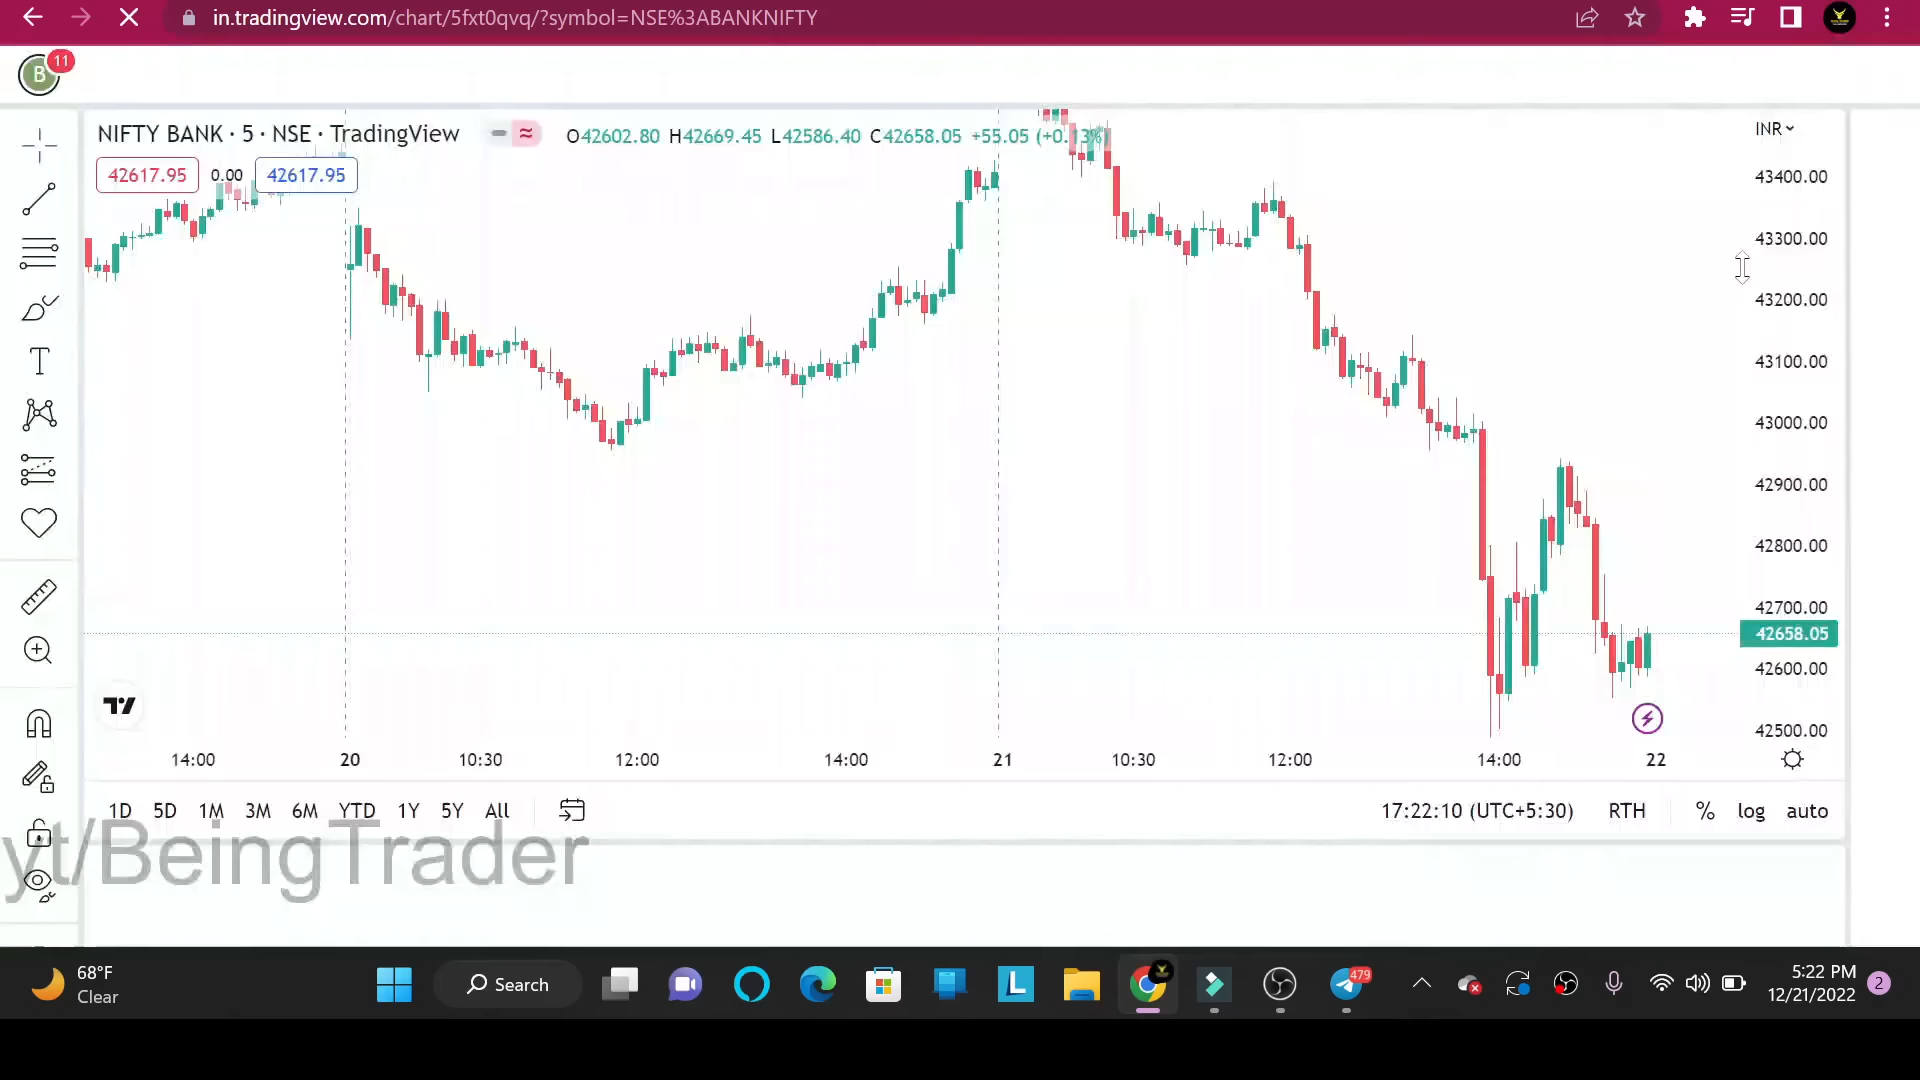 in.tradingview.com/chart/5fxt0qvq/?symbol=NSE%3ABANKNIFTY
B 11
NIFTY BANK · 5 · NSE · TradingView
O42602.80 H42669.45 L42586.40 C42658.05 +55.05 (+0.13%)
INR
42617.95 0.00 42617.95
43400.00
43300.00
43200.00
43100.00
43000.00
42900.00
42800.00
42700.00
42658.05
42600.00
42500.00
14:00 20 10:30 12:00 14:00 21 10:30 12:00 14:00 22
1D 5D 1M 3M 6M YTD 1Y 5Y All
17:22:10 (UTC+5:30) RTH % log auto
yt/BeingTrader
68°F
Clear
Search
L
479
5:22 PM
12/21/2022
2